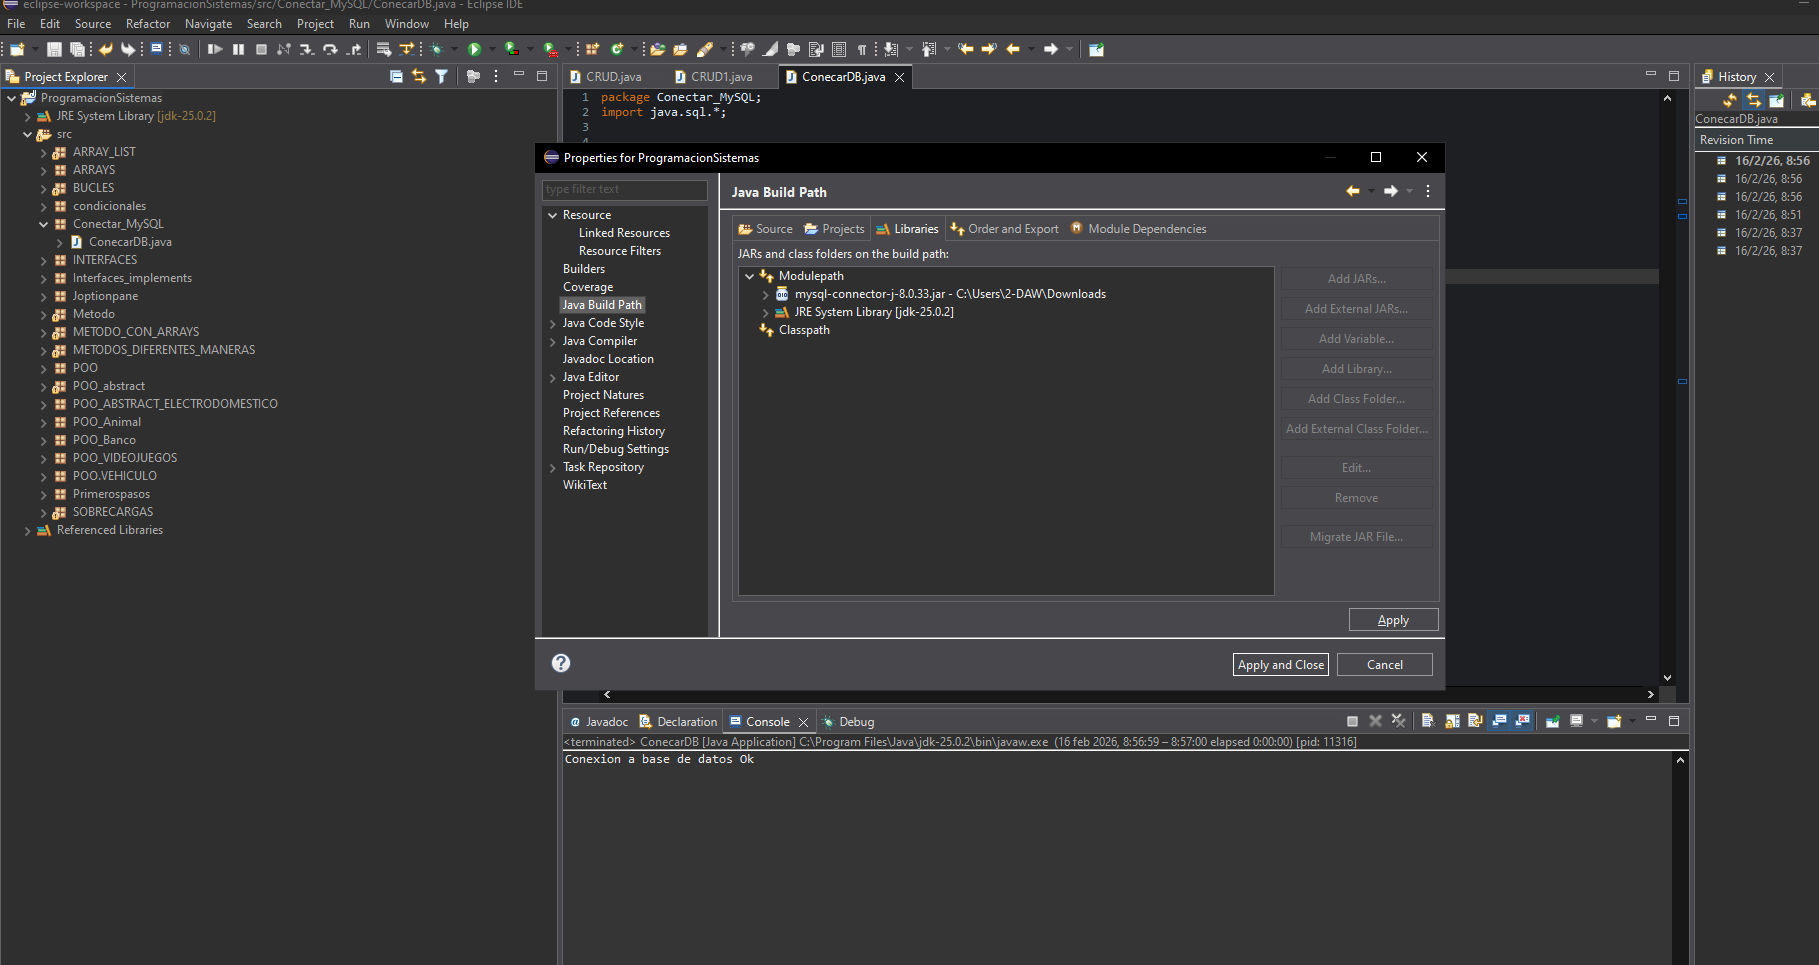 eclipse-workspace - ProgramacionSistemas/src/Conectar_MySQL/ConecarDB.java - Eclipse IDE
File Edit Source Refactor Navigate Search Project Run Window Help
Project Explorer
ProgramacionSistemas
JRE System Library [jdk-25.0.2]
src
ARRAY_LIST
ARRAYS
BUCLES
condicionales
Conectar_MySQL
ConecarDB.java
INTERFACES
Interfaces_implements
Joptionpane
Metodo
METODO_CON_ARRAYS
METODOS_DIFERENTES_MANERAS
POO
POO_abstract
POO_ABSTRACT_ELECTRODOMESTICO
POO_Animal
POO_Banco
POO_VIDEOJUEGOS
POO.VEHICULO
Primerospasos
SOBRECARGAS
Referenced Libraries
CRUD.java CRUD1.java ConecarDB.java
1 package Conectar_MySQL;
2 import java.sql.*;
3
Properties for ProgramacionSistemas
type filter text
Resource
Linked Resources
Resource Filters
Builders
Coverage
Java Build Path
Java Code Style
Java Compiler
Javadoc Location
Java Editor
Project Natures
Project References
Refactoring History
Run/Debug Settings
Task Repository
WikiText
Java Build Path
Source Projects Libraries Order and Export Module Dependencies
JARs and class folders on the build path:
Modulepath
mysql-connector-j-8.0.33.jar - C:\Users\2-DAW\Downloads
JRE System Library [jdk-25.0.2]
Classpath
Add JARs...
Add External JARs...
Add Variable...
Add Library...
Add Class Folder...
Add External Class Folder...
Edit...
Remove
Migrate JAR File...
Apply
Apply and Close Cancel
Javadoc Declaration Console Debug
<terminated> ConecarDB [Java Application] C:\Program Files\Java\jdk-25.0.2\bin\javaw.exe (16 feb 2026, 8:56:59 – 8:57:00 elapsed 0:00:00) [pid: 11316]
Conexion a base de datos Ok
History
ConecarDB.java
Revision Time
16/2/26, 8:56
16/2/26, 8:56
16/2/26, 8:56
16/2/26, 8:51
16/2/26, 8:37
16/2/26, 8:37